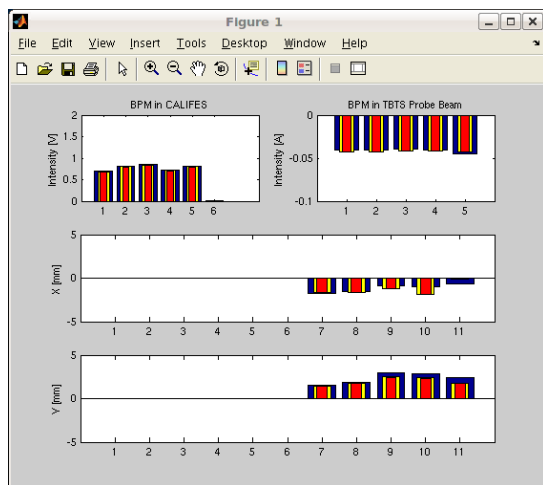 Figure 1
File Edit View Insert Tools Desktop Window Help
BPM in CALIFES
Intensity [V]
2
1.5
1
0.5
0
1 2 3 4 5 6
BPM in TBTS Probe Beam
Intensity [A]
0
-0.05
-0.1
1 2 3 4 5
X [mm]
5
0
-5
1 2 3 4 5 6 7 8 9 10 11
Y [mm]
5
0
-5
1 2 3 4 5 6 7 8 9 10 11